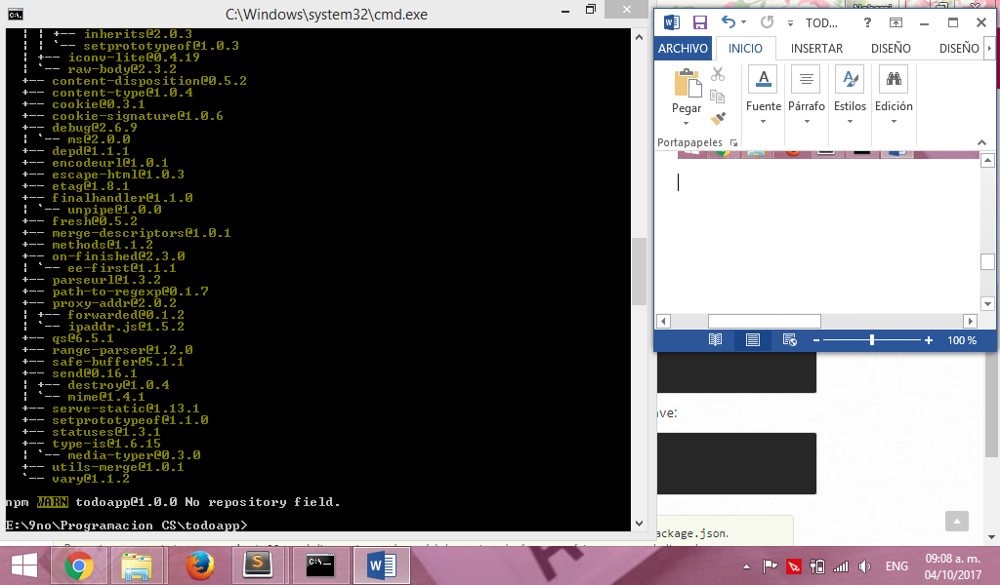 C:\Windows\system32\cmd.exe
| | +-- inherits@2.0.3
| | `-- setprototypeof@1.0.3
| +-- iconv-lite@0.4.19
| `-- raw-body@2.3.2
+-- content-disposition@0.5.2
+-- content-type@1.0.4
+-- cookie@0.3.1
+-- cookie-signature@1.0.6
+-- debug@2.6.9
| `-- ms@2.0.0
+-- depd@1.1.1
+-- encodeurl@1.0.1
+-- escape-html@1.0.3
+-- etag@1.8.1
+-- finalhandler@1.1.0
| `-- unpipe@1.0.0
+-- fresh@0.5.2
+-- merge-descriptors@1.0.1
+-- methods@1.1.2
+-- on-finished@2.3.0
| `-- ee-first@1.1.1
+-- parseurl@1.3.2
+-- path-to-regexp@0.1.7
+-- proxy-addr@2.0.2
| +-- forwarded@0.1.2
| `-- ipaddr.js@1.5.2
+-- qs@6.5.1
+-- range-parser@1.2.0
+-- safe-buffer@5.1.1
+-- send@0.16.1
| +-- destroy@1.0.4
| `-- mime@1.4.1
+-- serve-static@1.13.1
+-- setprototypeof@1.1.0
+-- statuses@1.3.1
+-- type-is@1.6.15
| `-- media-typer@0.3.0
+-- utils-merge@1.0.1
`-- vary@1.1.2
npm WARN todoapp@1.0.0 No repository field.
E:\9no\Programacion CS\todoapp>
TOD...
ARCHIVO INICIO INSERTAR DISEÑO DISEÑO
Pegar Fuente Párrafo Estilos Edición
Portapapeles
100 %
ave:
ackage.json.
ENG
09:08 a. m.
04/10/2017